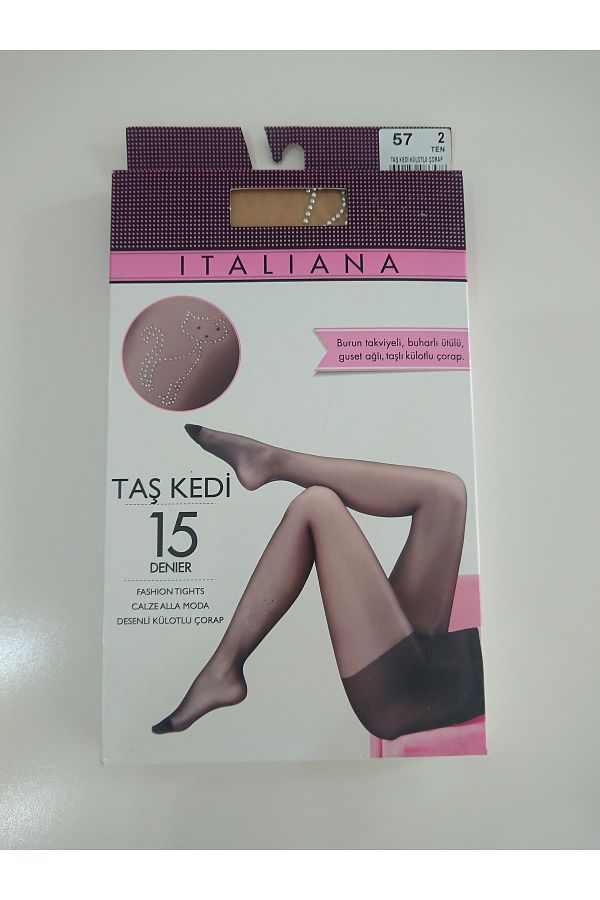 57 2
TEN
TAŞ KEDİ KÜLOTLU ÇORAP
ITALIANA
Burun takviyeli, buharlı ütülü,
guset ağlı, taşlı külotlu çorap.
TAŞ KEDİ
15
DENIER
FASHION TIGHTS
CALZE ALLA MODA
DESENLİ KÜLOTLU ÇORAP